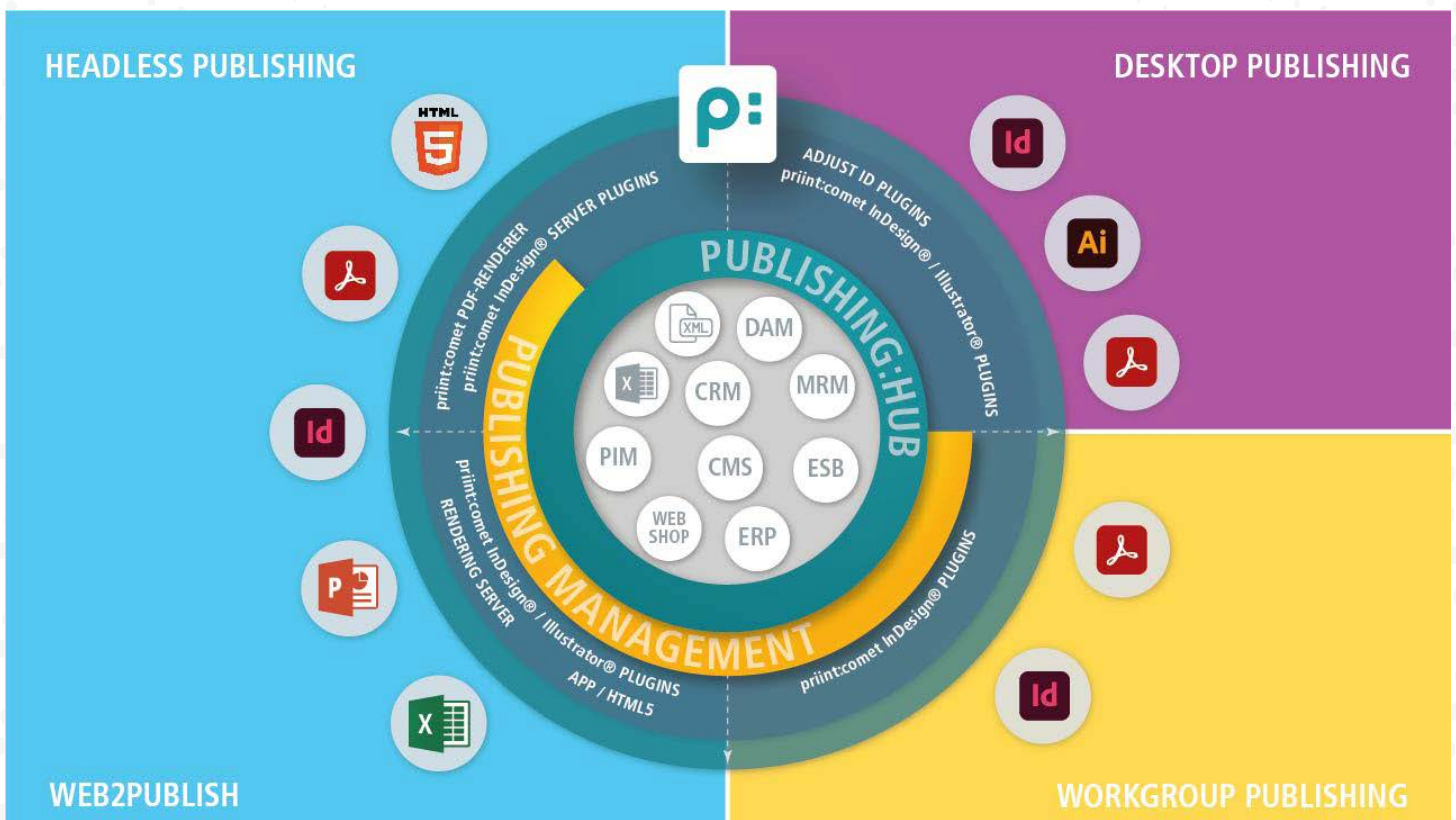 HEADLESS PUBLISHING
DESKTOP PUBLISHING
p:
HTML
5
Id
Ai
Id
P
X
Id
priint:comet PDF-RENDERER
priint:comet InDesign® SERVER PLUGINS
ADJUST ID PLUGINS
priint:comet InDesign® / Illustrator® PLUGINS
PUBLISHING:HUB
PUBLISHING MANAGEMENT
XML
DAM
X
CRM
MRM
PIM
CMS
ESB
WEB
SHOP
ERP
priint:comet InDesign® / Illustrator® PLUGINS
RENDERING SERVER
APP / HTML5
priint:comet InDesign® PLUGINS
WEB2PUBLISH
WORKGROUP PUBLISHING